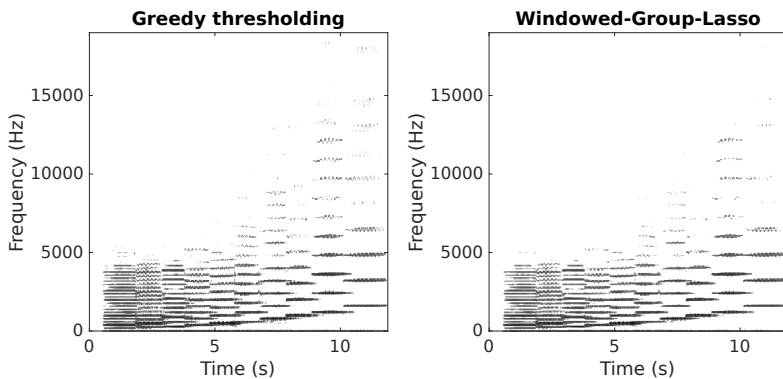 Greedy thresholding
Frequency (Hz)
15000
10000
5000
0
0 5 10
Time (s)
Windowed-Group-Lasso
Frequency (Hz)
15000
10000
5000
0
0 5 10
Time (s)